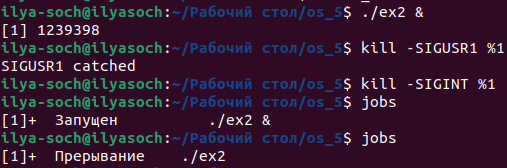 ilya-soch@ilyasoch:~/Рабочий стол/os_5$ ./ex2 &
[1] 1239398
ilya-soch@ilyasoch:~/Рабочий стол/os_5$ kill -SIGUSR1 %1
SIGUSR1 catched
ilya-soch@ilyasoch:~/Рабочий стол/os_5$ kill -SIGINT %1
ilya-soch@ilyasoch:~/Рабочий стол/os_5$ jobs
[1]+  Запущен          ./ex2 &
ilya-soch@ilyasoch:~/Рабочий стол/os_5$ jobs
[1]+  Прерывание    ./ex2